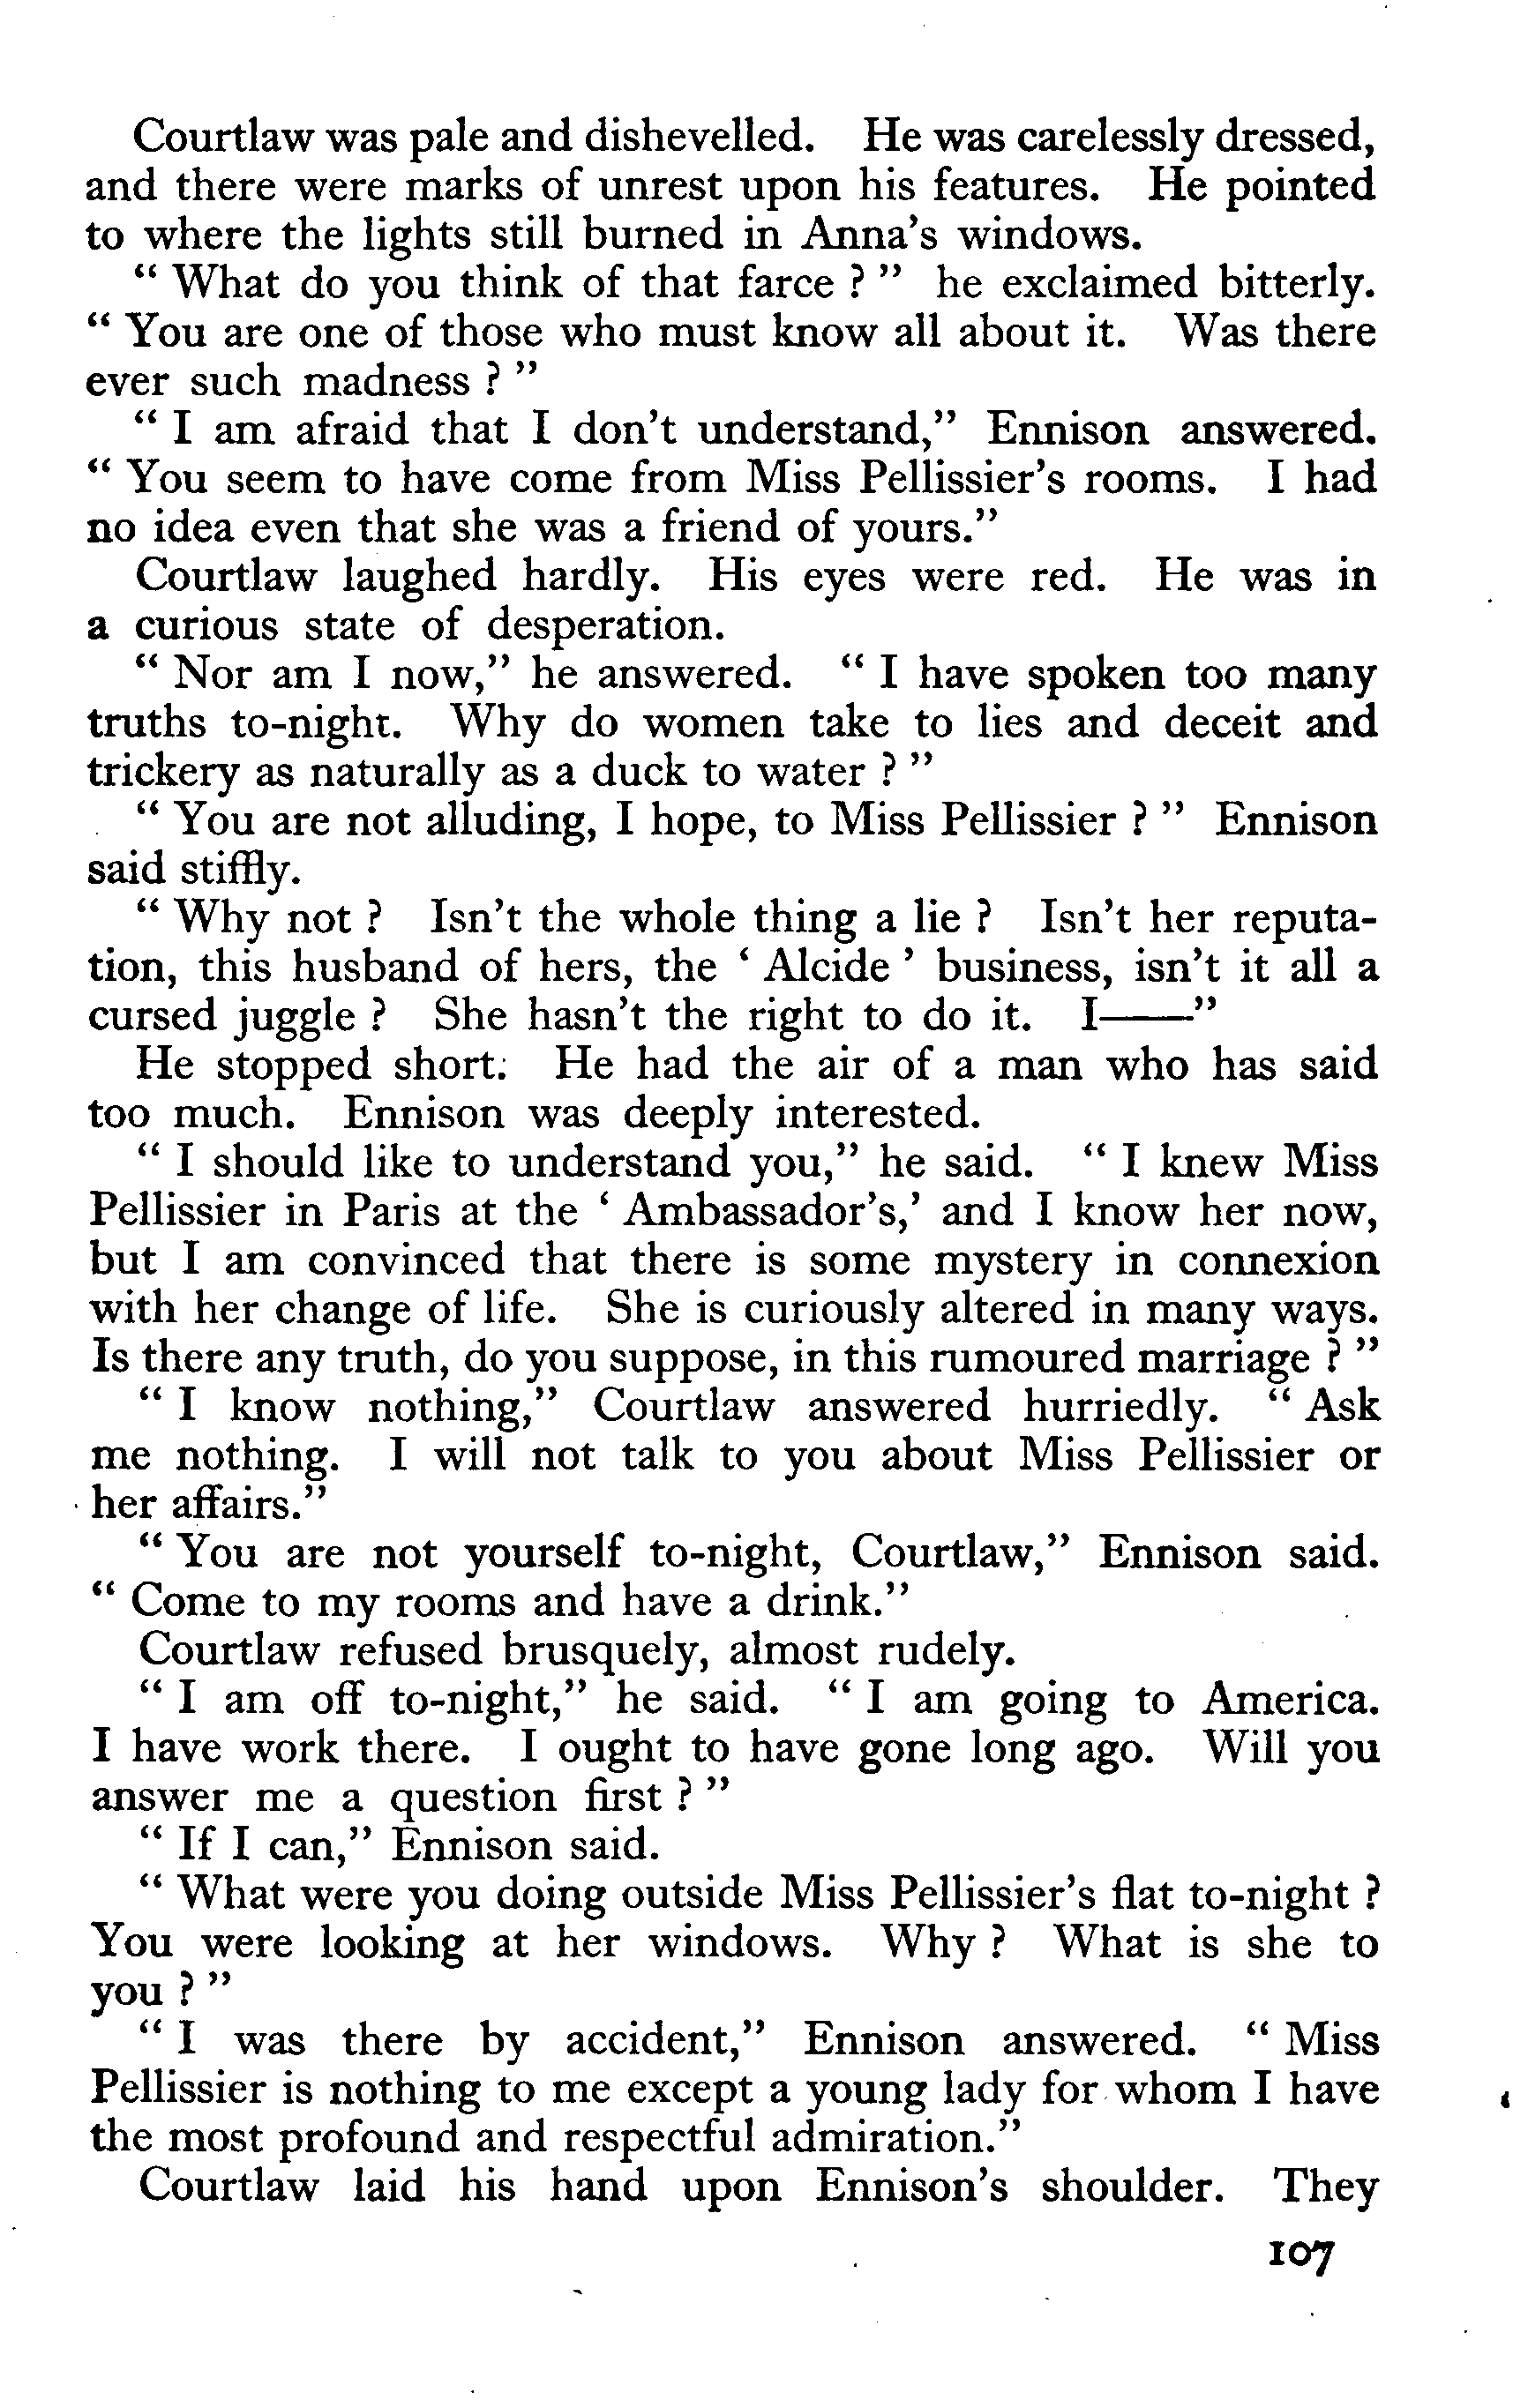 Courtlaw was pale and dishevelled. He was carelessly dressed,
and there were marks of unrest upon his features. He pointed
to where the lights still burned in Anna's windows.
" What do you think of that farce ? " he exclaimed bitterly.
" You are one of those who must know all about it. Was there
ever such madness ? "
" I am afraid that I don't understand," Ennison answered.
" You seem to have come from Miss Pellissier's rooms. I had
no idea even that she was a friend of yours."
Courtlaw laughed hardly. His eyes were red. He was in
a curious state of desperation.
" Nor am I now," he answered. " I have spoken too many
truths to-night. Why do women take to lies and deceit and
trickery as naturally as a duck to water ? "
" You are not alluding, I hope, to Miss Pellissier ? " Ennison
said stiffly.
" Why not ? Isn't the whole thing a lie ? Isn't her reputa-
tion, this husband of hers, the ' Alcide ' business, isn't it all a
cursed juggle ? She hasn't the right to do it. I——"
He stopped short. He had the air of a man who has said
too much. Ennison was deeply interested.
" I should like to understand you," he said. " I knew Miss
Pellissier in Paris at the ' Ambassador's,' and I know her now,
but I am convinced that there is some mystery in connexion
with her change of life. She is curiously altered in many ways.
Is there any truth, do you suppose, in this rumoured marriage ? "
" I know nothing," Courtlaw answered hurriedly. " Ask
me nothing. I will not talk to you about Miss Pellissier or
her affairs."
" You are not yourself to-night, Courtlaw," Ennison said.
" Come to my rooms and have a drink."
Courtlaw refused brusquely, almost rudely.
" I am off to-night," he said. " I am going to America.
I have work there. I ought to have gone long ago. Will you
answer me a question first ? "
" If I can," Ennison said.
" What were you doing outside Miss Pellissier's flat to-night ?
You were looking at her windows. Why ? What is she to
you ? "
" I was there by accident," Ennison answered. " Miss
Pellissier is nothing to me except a young lady for whom I have
the most profound and respectful admiration."
Courtlaw laid his hand upon Ennison's shoulder. They
107